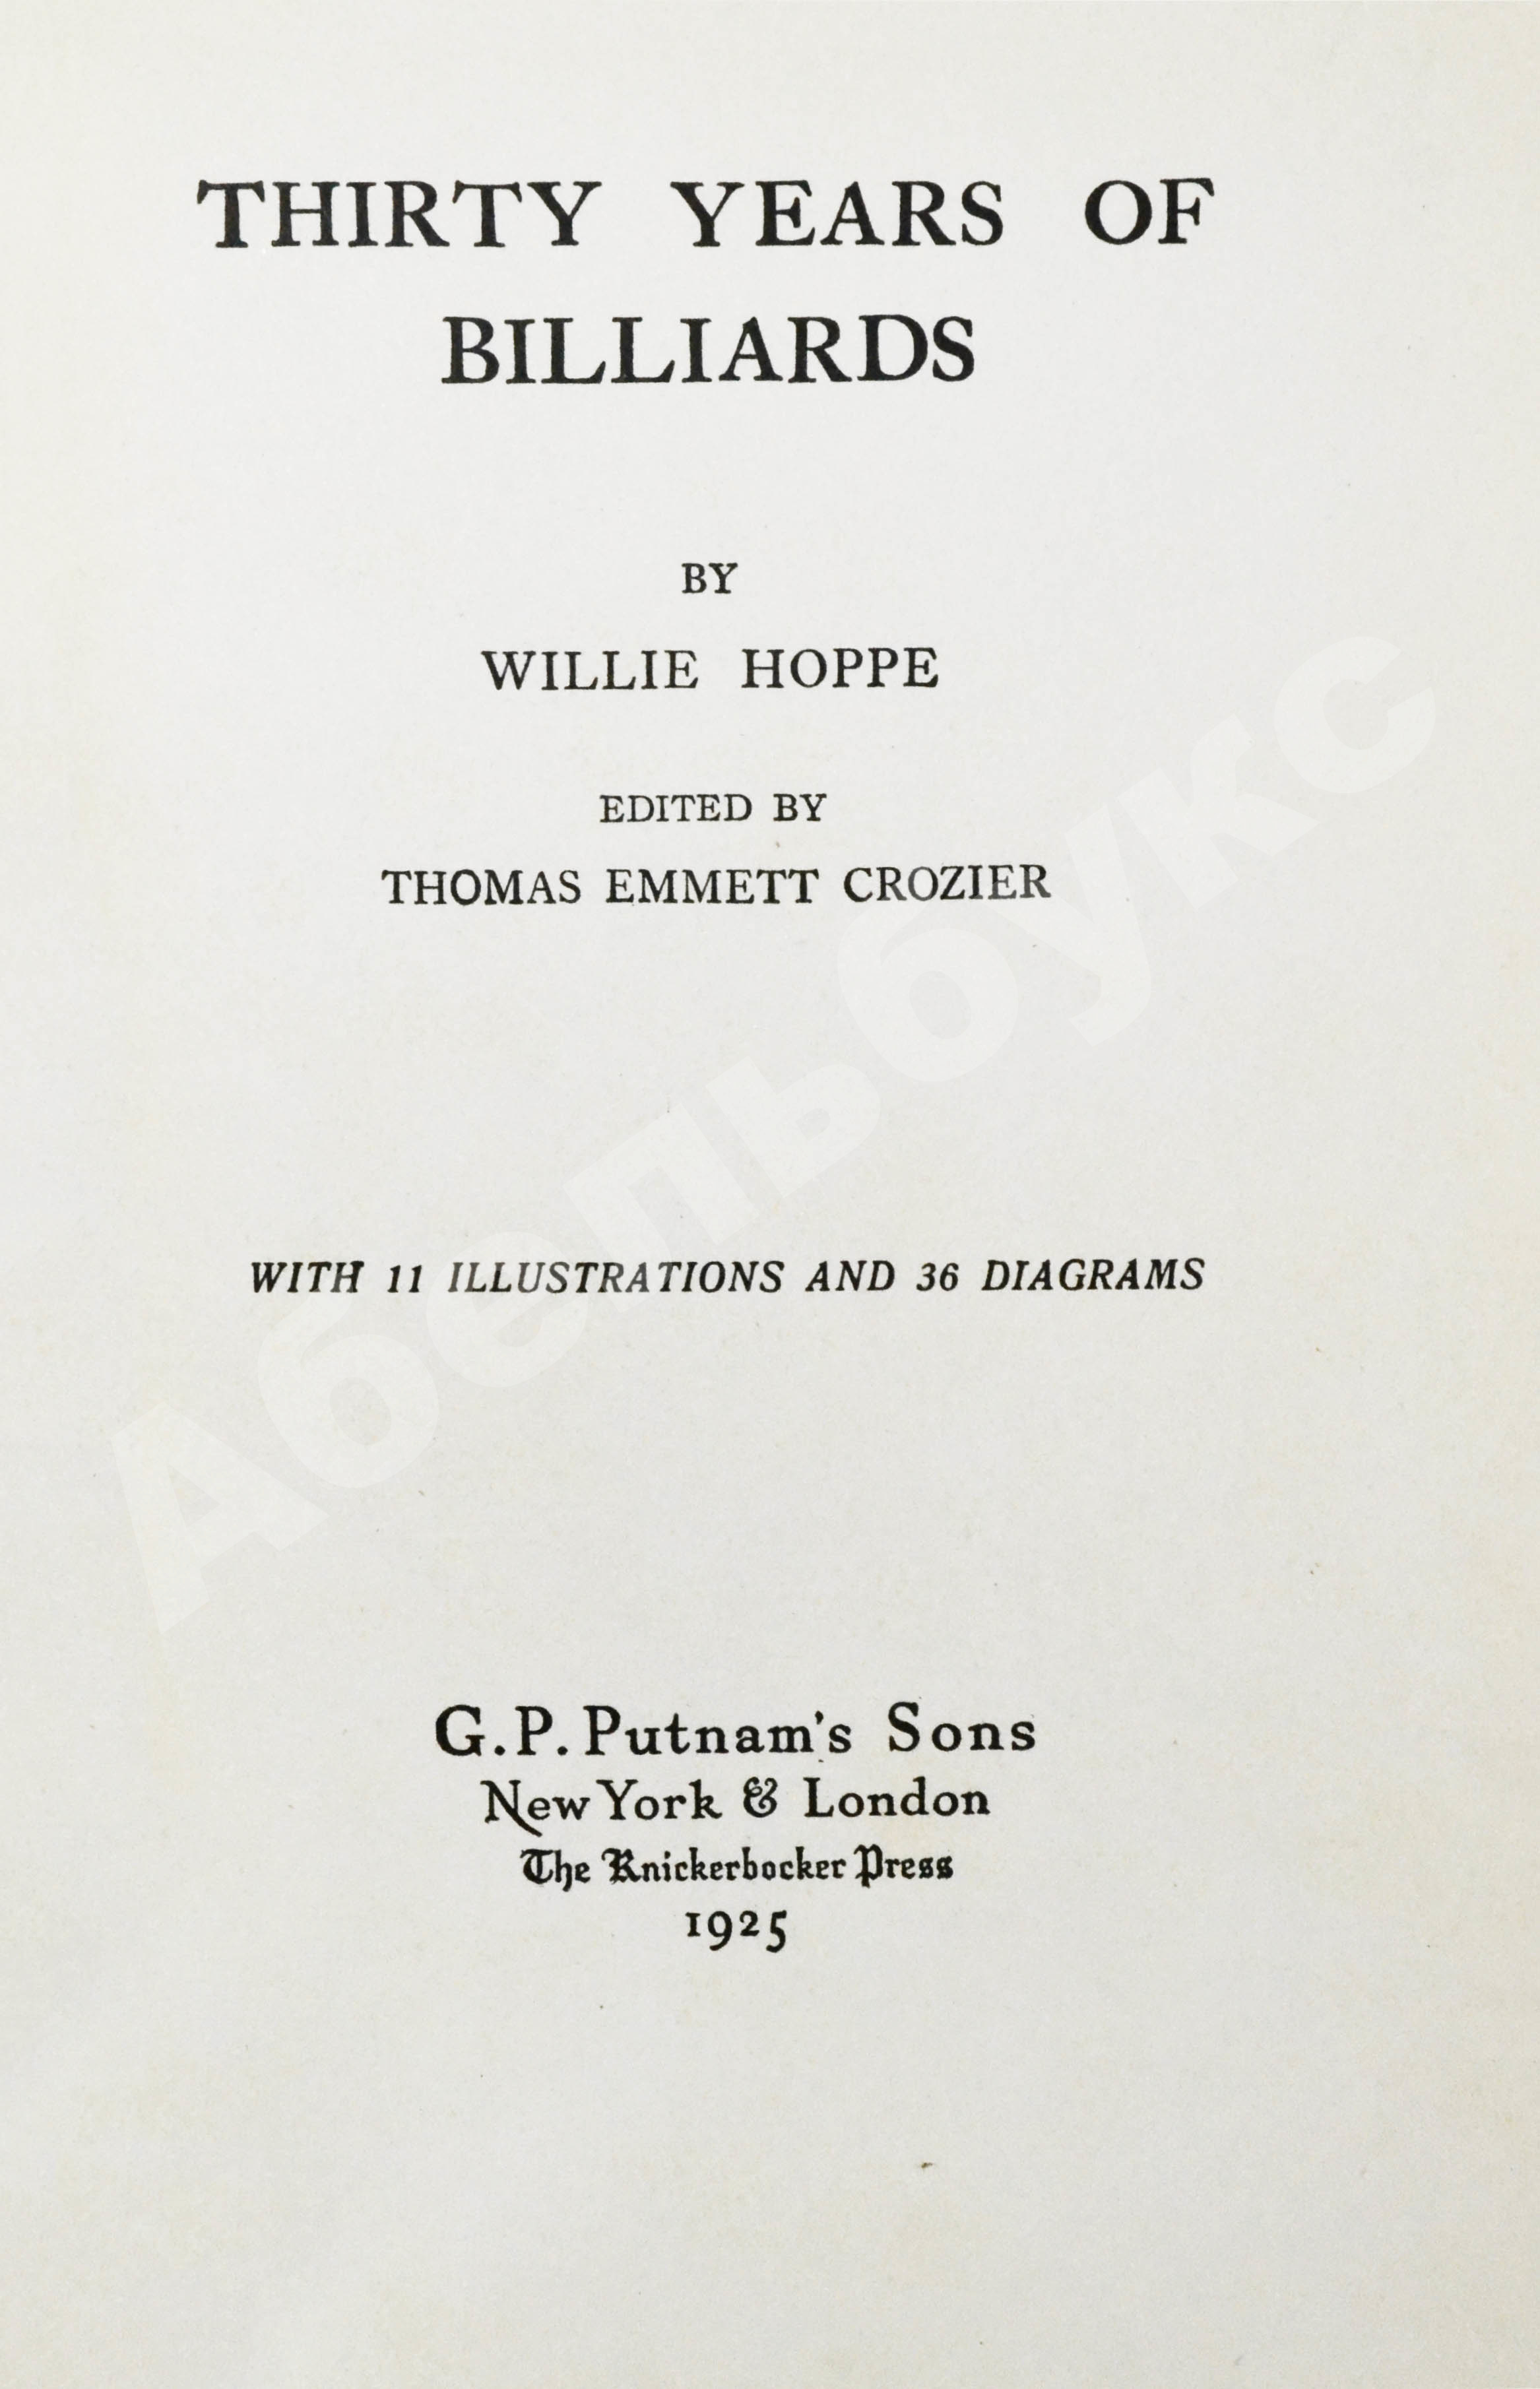 THIRTY YEARS OF
BILLIARDS
BY
WILLIE HOPPE
EDITED BY
THOMAS EMMETT CROZIER
WITH 11 ILLUSTRATIONS AND 36 DIAGRAMS
G. P. Putnam's Sons
New York & London
The Knickerbocker Press
1925
Абельбукс